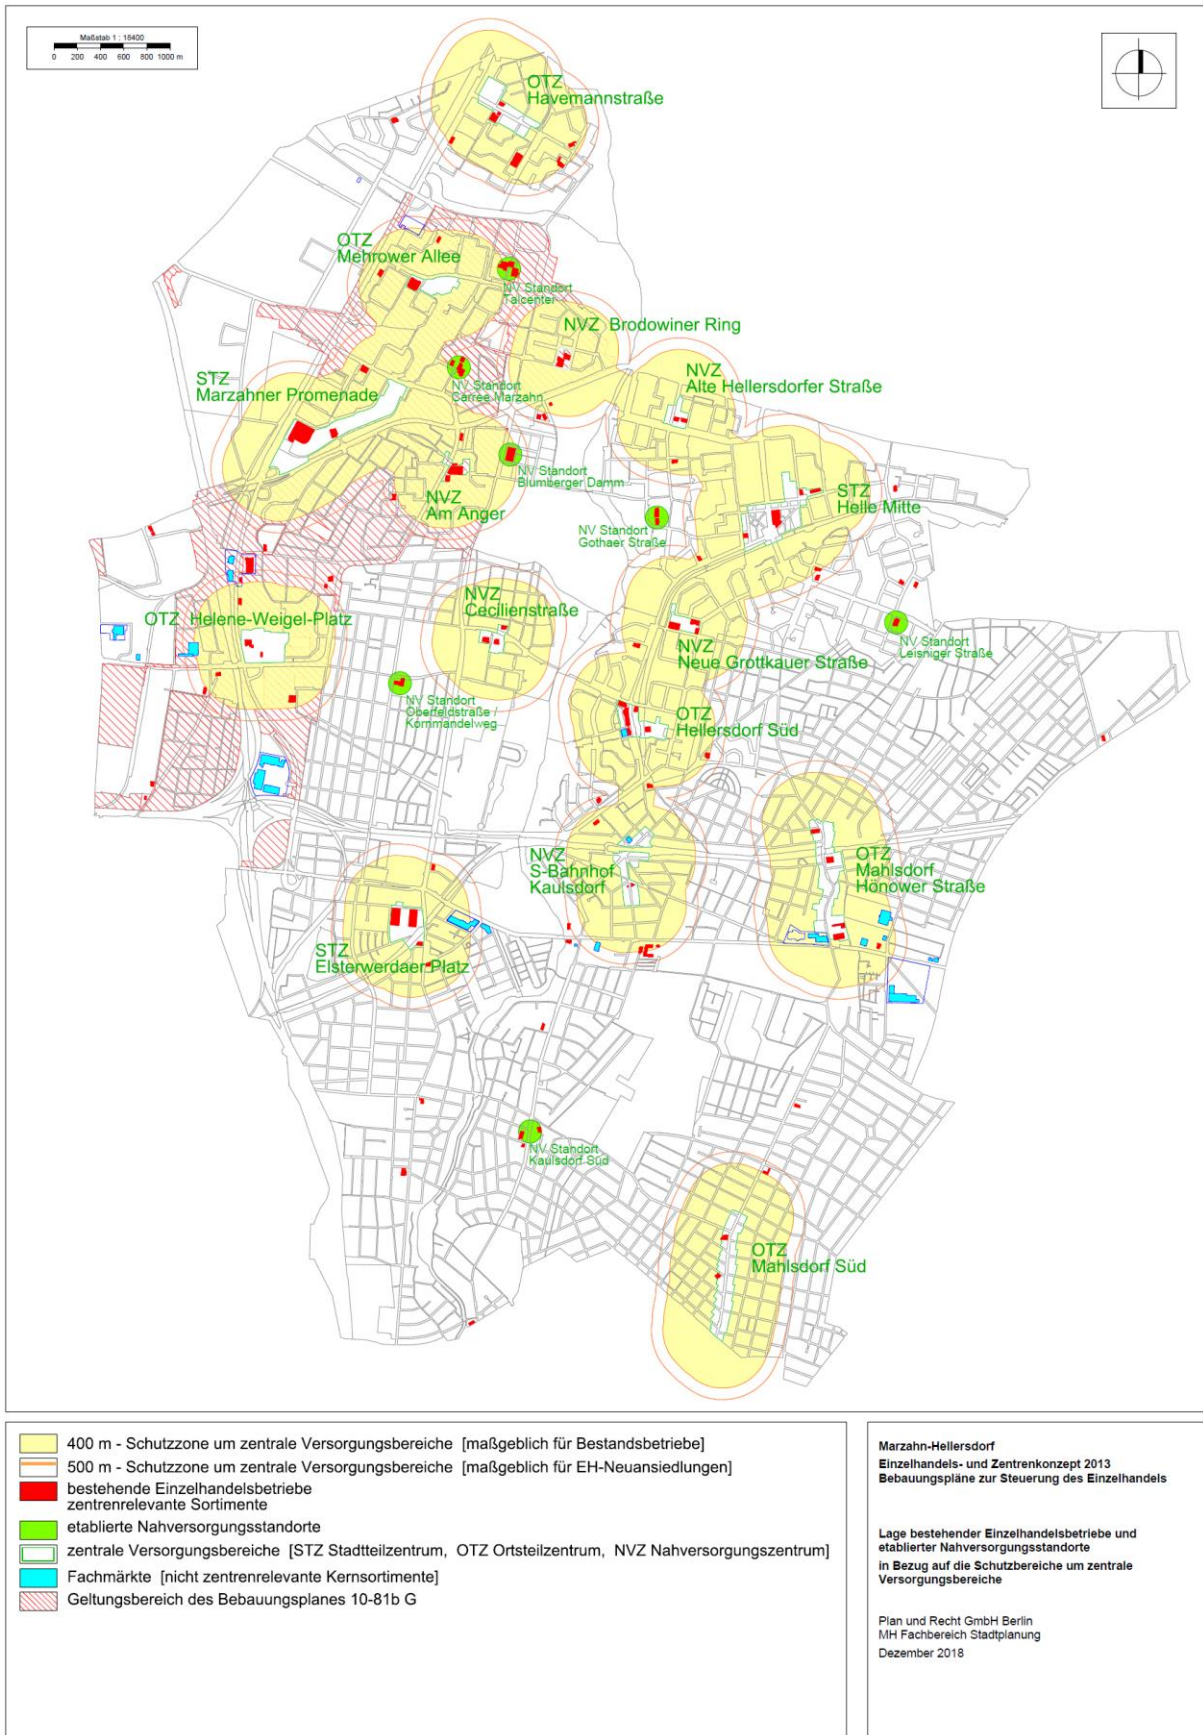 Maßstab 1 : 18400
0 200 400 600 800 1000 m
OTZ
Havemannstraße
OTZ
Mehrower Allee
NV Standort
Talcenter
NVZ Brodowiner Ring
STZ
Marzahner Promenade
NV Standort
Carree Marzahn
NVZ
Alte Hellersdorfer Straße
NV Standort
Blumberger Damm
NVZ
Am Anger
STZ
Helle Mitte
NV Standort /
Gothaer Straße
OTZ Helene-Weigel-Platz
NVZ
Cecilienstraße
NVZ
Neue Grottkauer Straße
NV Standort
Leisniger Straße
NV Standort
Oberfeldstraße /
Kornmandelweg
OTZ
Hellersdorf Süd
NVZ
S-Bahnhof
Kaulsdorf
OTZ
Mahlsdorf
Hönower Straße
STZ
Elsterwerdaer Platz
NV Standort
Kaulsdorf Süd
OTZ
Mahlsdorf Süd
400 m - Schutzzone um zentrale Versorgungsbereiche [maßgeblich für Bestandsbetriebe]
500 m - Schutzzone um zentrale Versorgungsbereiche [maßgeblich für EH-Neuansiedlungen]
bestehende Einzelhandelsbetriebe
zentrenrelevante Sortimente
etablierte Nahversorgungsstandorte
zentrale Versorgungsbereiche [STZ Stadtteilzentrum, OTZ Ortsteilzentrum, NVZ Nahversorgungszentrum]
Fachmärkte [nicht zentrenrelevante Kernsortimente]
Geltungsbereich des Bebauungsplanes 10-81b G
Marzahn-Hellersdorf
Einzelhandels- und Zentrenkonzept 2013
Bebauungspläne zur Steuerung des Einzelhandels
Lage bestehender Einzelhandelsbetriebe und
etablierter Nahversorgungsstandorte
in Bezug auf die Schutzbereiche um zentrale
Versorgungsbereiche
Plan und Recht GmbH Berlin
MH Fachbereich Stadtplanung
Dezember 2018